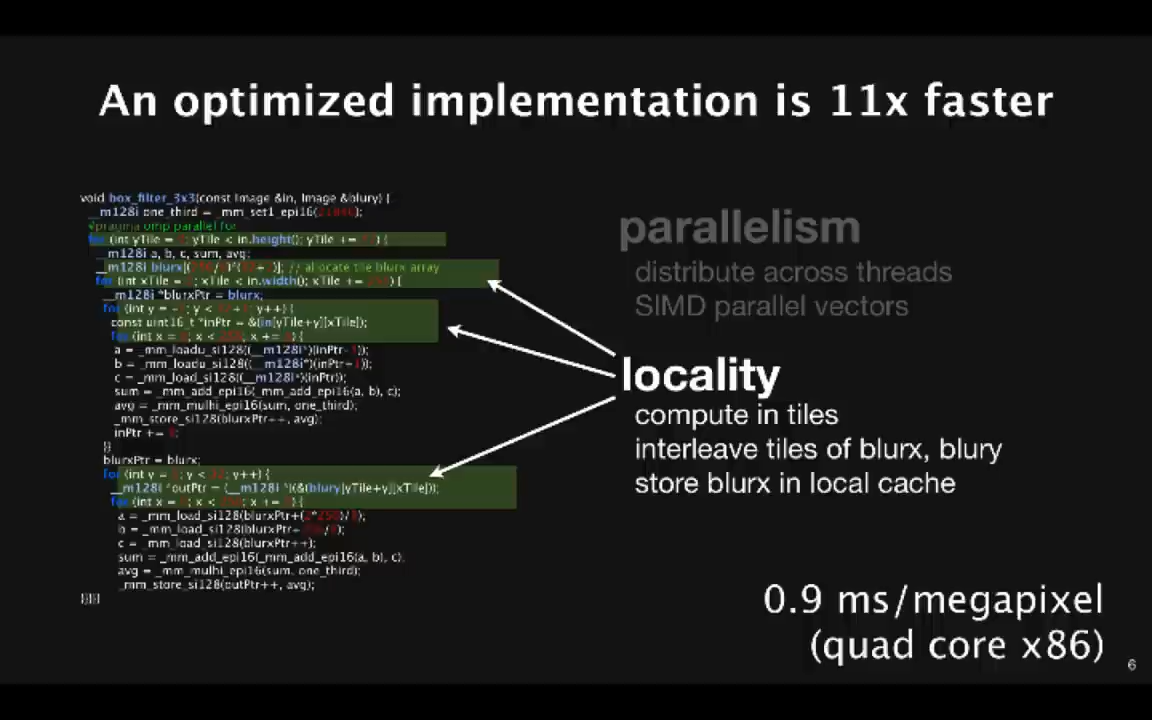 An optimized implementation is 11x faster
void box_filter_3x3(const Image &in, Image &blury) {
__m128i one_third = _mm_set1_epi16(21846);
#pragma omp parallel for
for (int yTile = 0; yTile < in.height(); yTile += 32) {
__m128i a, b, c, sum, avg;
__m128i blurx[(256/8)*(32+2)]; // allocate tile blurx array
for (int xTile = 0; xTile < in.width(); xTile += 256) {
__m128i *blurxPtr = blurx;
for (int y = -1; y < 32+1; y++) {
const uint16_t *inPtr = &(in[yTile+y][xTile]);
for (int x = 0; x < 256; x += 8) {
a = _mm_loadu_si128((__m128i*)(inPtr-1));
b = _mm_loadu_si128((__m128i*)(inPtr+1));
c = _mm_load_si128((__m128i*)(inPtr));
sum = _mm_add_epi16(_mm_add_epi16(a, b), c);
avg = _mm_mulhi_epi16(sum, one_third);
_mm_store_si128(blurxPtr++, avg);
inPtr += 8;
}}
blurxPtr = blurx;
for (int y = 0; y < 32; y++) {
__m128i *outPtr = (__m128i *)(&(blury[yTile+y][xTile]));
for (int x = 0; x < 256; x += 8) {
a = _mm_load_si128(blurxPtr+(2*256)/8);
b = _mm_load_si128(blurxPtr+256/8);
c = _mm_load_si128(blurxPtr++);
sum = _mm_add_epi16(_mm_add_epi16(a, b), c);
avg = _mm_mulhi_epi16(sum, one_third);
_mm_store_si128(outPtr++, avg);
}}}}}
parallelism
distribute across threads
SIMD parallel vectors
locality
compute in tiles
interleave tiles of blurx, blury
store blurx in local cache
0.9 ms/megapixel
(quad core x86)
6